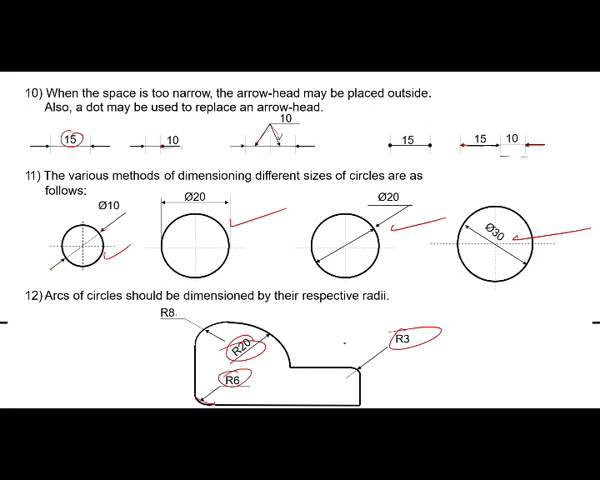 10) When the space is too narrow, the arrow-head may be placed outside.
Also, a dot may be used to replace an arrow-head.
15 10 10 15 15 10
11) The various methods of dimensioning different sizes of circles are as
follows:
Ø10 Ø20 Ø20 Ø30
12) Arcs of circles should be dimensioned by their respective radii.
R8
R20 R3
R6